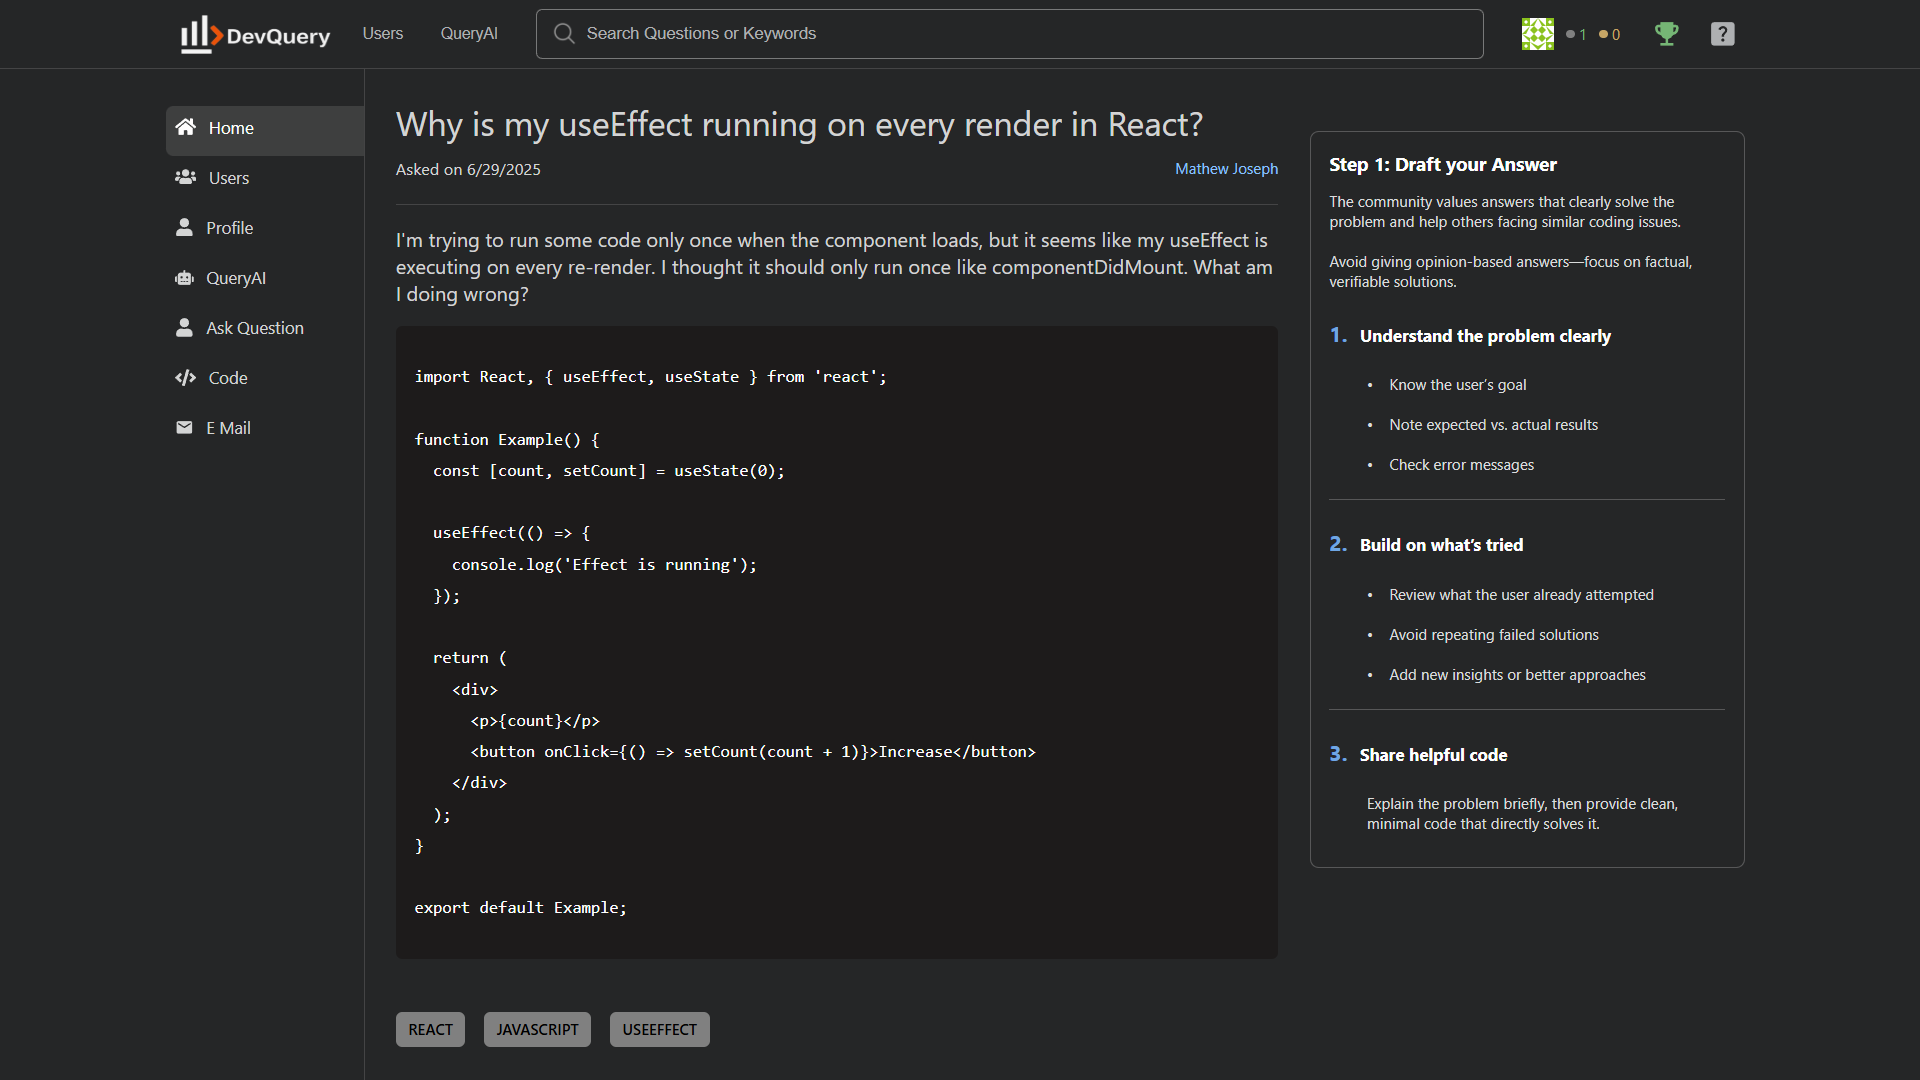 DevQuery
Users
QueryAI
Search Questions or Keywords
1
0
?
Home
Users
Profile
QueryAI
Ask Question
Code
E Mail
Why is my useEffect running on every render in React?
Asked on 6/29/2025
Mathew Joseph
I'm trying to run some code only once when the component loads, but it seems like my useEffect is
executing on every re-render. I thought it should only run once like componentDidMount. What am
I doing wrong?
import React, { useEffect, useState } from 'react';
function Example() {
  const [count, setCount] = useState(0);
  useEffect(() => {
    console.log('Effect is running');
  });
  return (
    <div>
      <p>{count}</p>
      <button onClick={() => setCount(count + 1)}>Increase</button>
    </div>
  );
}
export default Example;
REACT
JAVASCRIPT
USEEFFECT
Step 1: Draft your Answer
The community values answers that clearly solve the
problem and help others facing similar coding issues.
Avoid giving opinion-based answers—focus on factual,
verifiable solutions.
1. Understand the problem clearly
• Know the user’s goal
• Note expected vs. actual results
• Check error messages
2. Build on what’s tried
• Review what the user already attempted
• Avoid repeating failed solutions
• Add new insights or better approaches
3. Share helpful code
Explain the problem briefly, then provide clean,
minimal code that directly solves it.